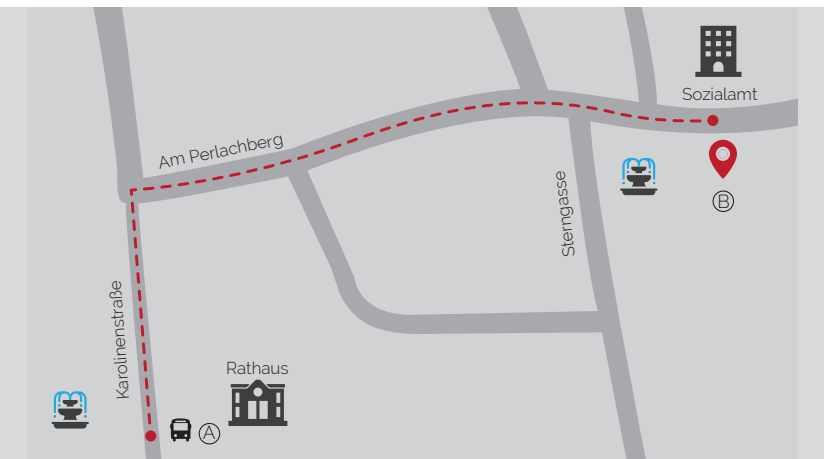 Sozialamt
Am Perlachberg
B
Sterngasse
Karolinenstraße
Rathaus
A